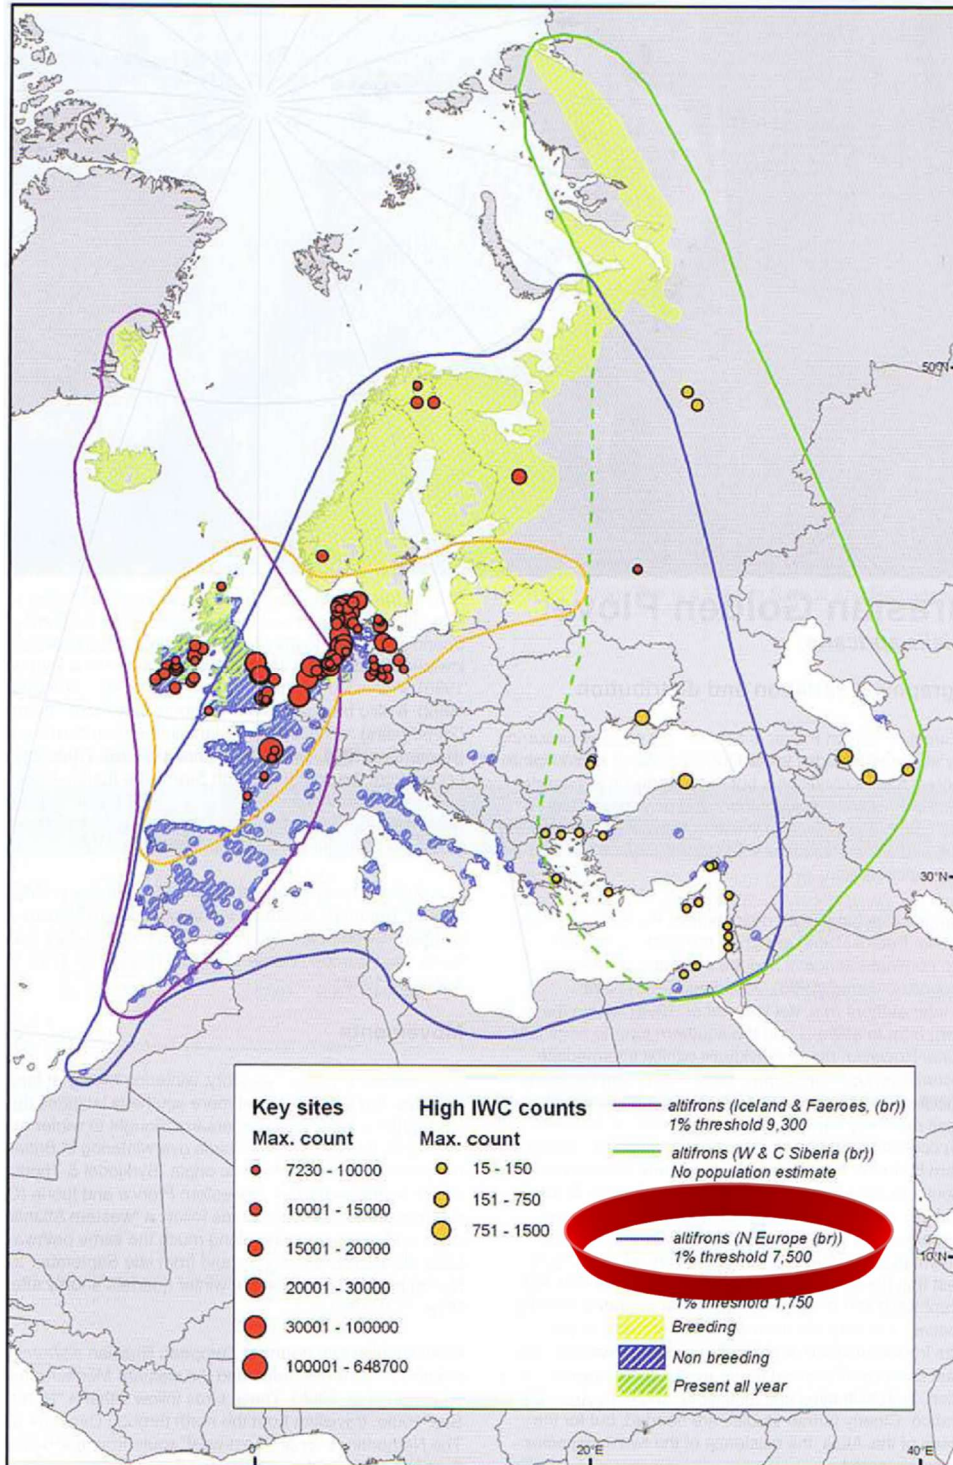 50°N
30°N
10°N
20°E
40°E
Key sites
Max. count
7230 - 10000
10001 - 15000
15001 - 20000
20001 - 30000
30001 - 100000
100001 - 648700
High IWC counts
Max. count
15 - 150
151 - 750
751 - 1500
altifrons (Iceland & Faeroes, (br))
1% threshold 9,300
altifrons (W & C Siberia (br))
No population estimate
altifrons (N Europe (br))
1% threshold 7,500
1% threshold 1,750
Breeding
Non breeding
Present all year